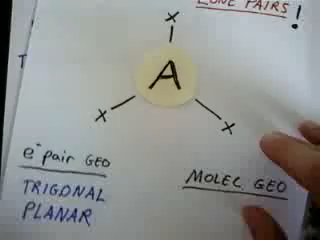 LONE PAIRS!
X
A
X
X
e⁻ pair GEO
MOLEC. GEO
TRIGONAL
PLANAR